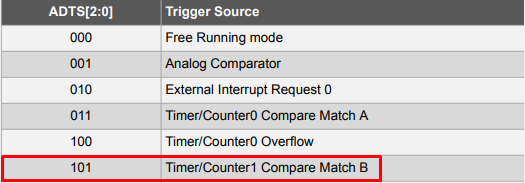 ADTS[2:0] Trigger Source
000 Free Running mode
001 Analog Comparator
010 External Interrupt Request 0
011 Timer/Counter0 Compare Match A
100 Timer/Counter0 Overflow
101 Timer/Counter1 Compare Match B